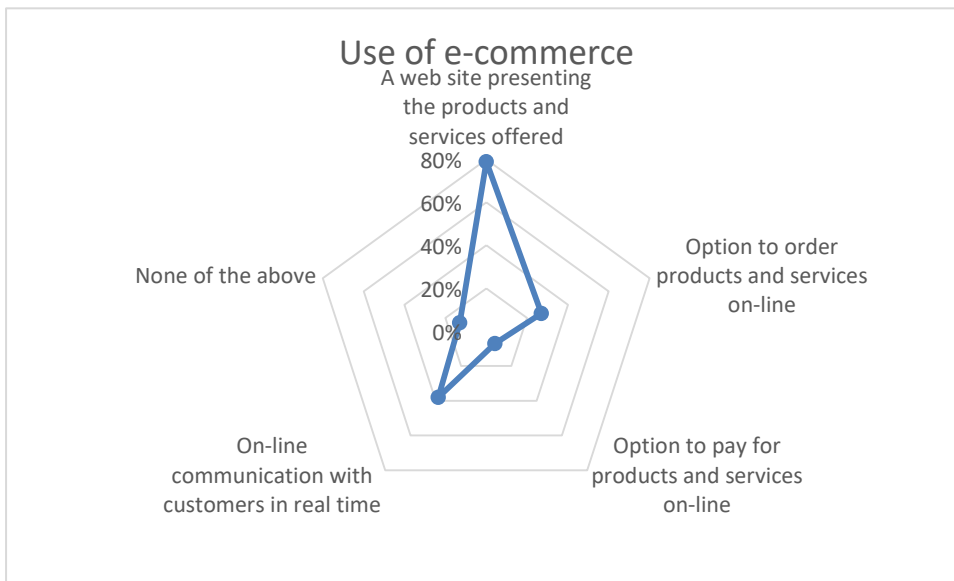 Use of e-commerce
A web site presenting
the products and
services offered
80%
60%
40%
20%
0%
Option to order
products and services
on-line
Option to pay for
products and services
on-line
On-line
communication with
customers in real time
None of the above